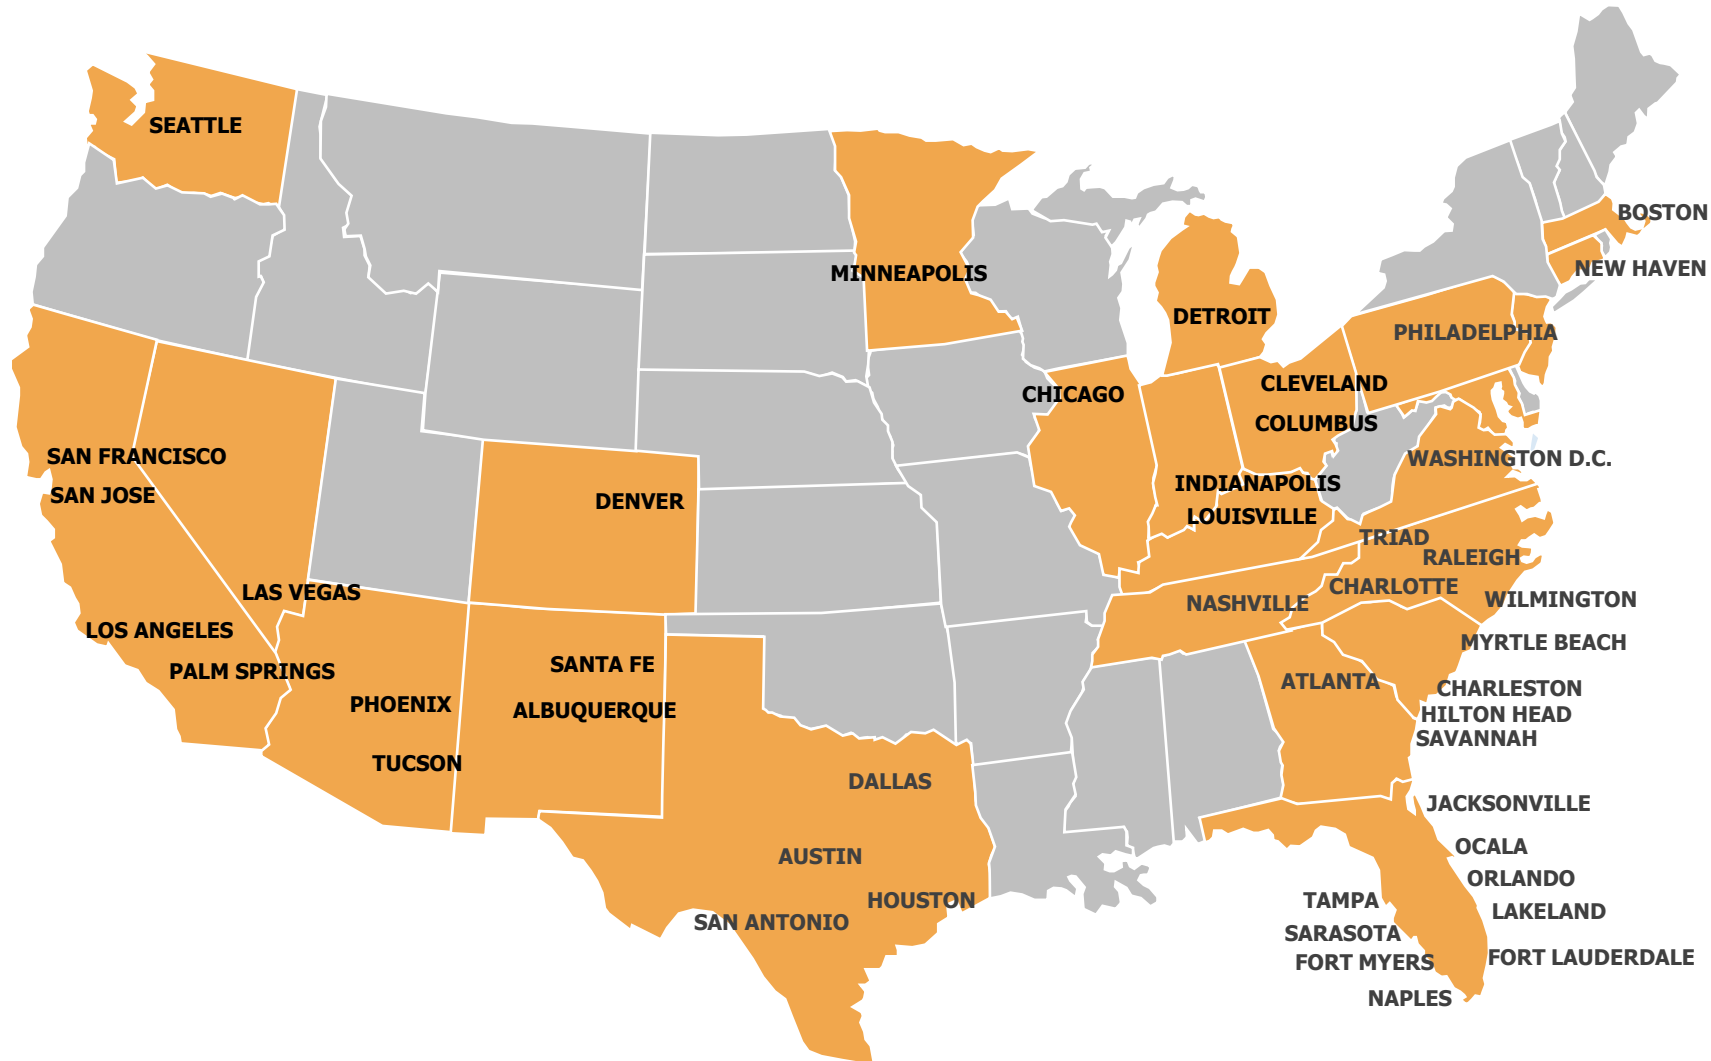 SEATTLE
BOSTON
NEW HAVEN
MINNEAPOLIS
DETROIT
PHILADELPHIA
CHICAGO
CLEVELAND
COLUMBUS
SAN FRANCISCO
SAN JOSE
DENVER
INDIANAPOLIS
LOUISVILLE
WASHINGTON D.C.
TRIAD
RALEIGH
CHARLOTTE
NASHVILLE
WILMINGTON
LAS VEGAS
LOS ANGELES
PALM SPRINGS
SANTA FE
MYRTLE BEACH
ATLANTA
CHARLESTON
HILTON HEAD
SAVANNAH
PHOENIX
ALBUQUERQUE
TUCSON
DALLAS
JACKSONVILLE
AUSTIN
OCALA
ORLANDO
HOUSTON
TAMPA
LAKELAND
SAN ANTONIO
SARASOTA
FORT MYERS
FORT LAUDERDALE
NAPLES